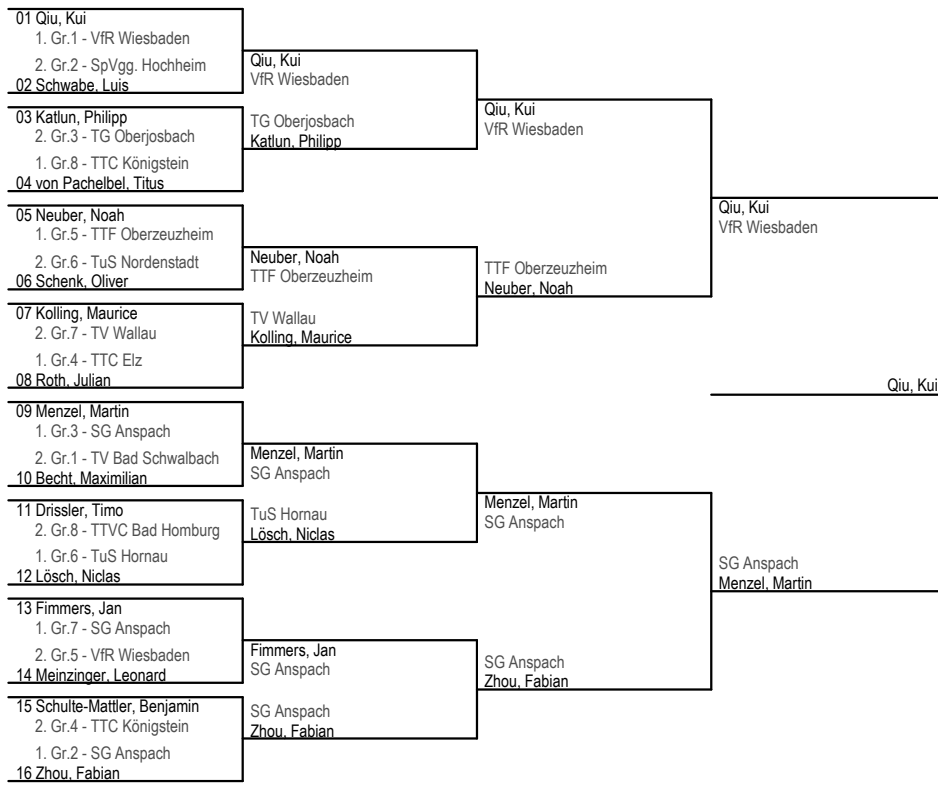 01 Qiu, Kui
1. Gr.1 - VfR Wiesbaden
2. Gr.2 - SpVgg. Hochheim
02 Schwabe, Luis
03 Katlun, Philipp
2. Gr.3 - TG Oberjosbach
1. Gr.8 - TTC Königstein
04 von Pachelbel, Titus
05 Neuber, Noah
1. Gr.5 - TTF Oberzeuzheim
2. Gr.6 - TuS Nordenstadt
06 Schenk, Oliver
07 Kolling, Maurice
2. Gr.7 - TV Wallau
1. Gr.4 - TTC Elz
08 Roth, Julian
09 Menzel, Martin
1. Gr.3 - SG Anspach
2. Gr.1 - TV Bad Schwalbach
10 Becht, Maximilian
11 Drissler, Timo
2. Gr.8 - TTVC Bad Homburg
1. Gr.6 - TuS Hornau
12 Lösch, Niclas
13 Fimmers, Jan
1. Gr.7 - SG Anspach
2. Gr.5 - VfR Wiesbaden
14 Meinzinger, Leonard
15 Schulte-Mattler, Benjamin
2. Gr.4 - TTC Königstein
1. Gr.2 - SG Anspach
16 Zhou, Fabian
Qiu, Kui
VfR Wiesbaden
TG Oberjosbach
Katlun, Philipp
Neuber, Noah
TTF Oberzeuzheim
TV Wallau
Kolling, Maurice
Menzel, Martin
SG Anspach
TuS Hornau
Lösch, Niclas
Fimmers, Jan
SG Anspach
SG Anspach
Zhou, Fabian
Qiu, Kui
VfR Wiesbaden
TTF Oberzeuzheim
Neuber, Noah
Menzel, Martin
SG Anspach
SG Anspach
Zhou, Fabian
Qiu, Kui
VfR Wiesbaden
SG Anspach
Menzel, Martin
Qiu, Kui